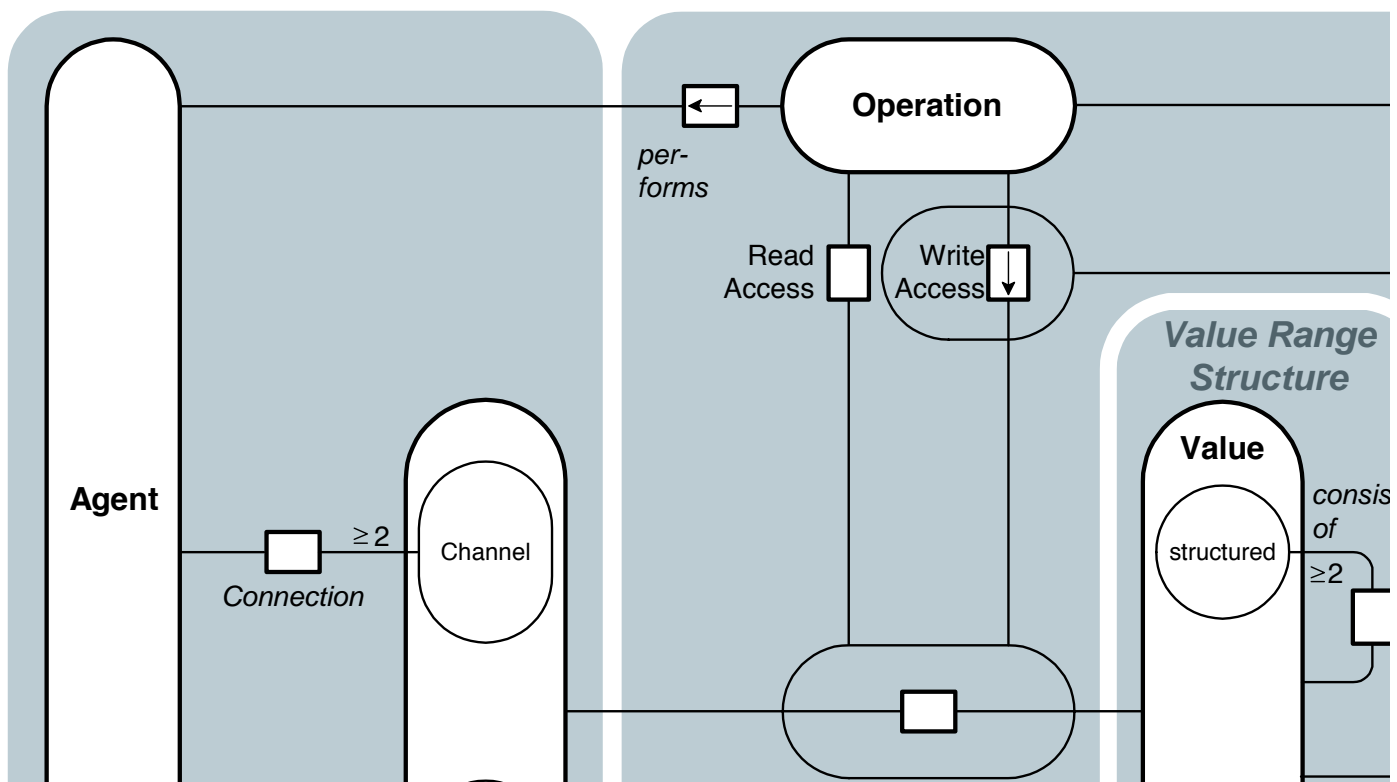 Operation
per-
forms
Read
Access
Write
Access
Value Range
Structure
Value
Agent
consis
of
≥ 2
Channel
structured
≥2
Connection